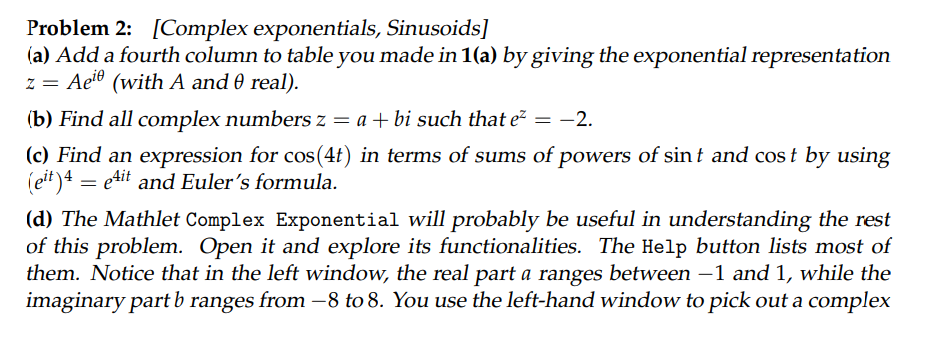 Problem 2: [Complex exponentials, Sinusoids]
(a) Add a fourth column to table you made in 1(a) by giving the exponential representation
z = Ae^{iθ} (with A and θ real).
(b) Find all complex numbers z = a + bi such that e^z = −2.
(c) Find an expression for cos(4t) in terms of sums of powers of sin t and cos t by using
(e^{it})^4 = e^{4it} and Euler's formula.
(d) The Mathlet Complex Exponential will probably be useful in understanding the rest
of this problem. Open it and explore its functionalities. The Help button lists most of
them. Notice that in the left window, the real part a ranges between −1 and 1, while the
imaginary part b ranges from −8 to 8. You use the left-hand window to pick out a complex